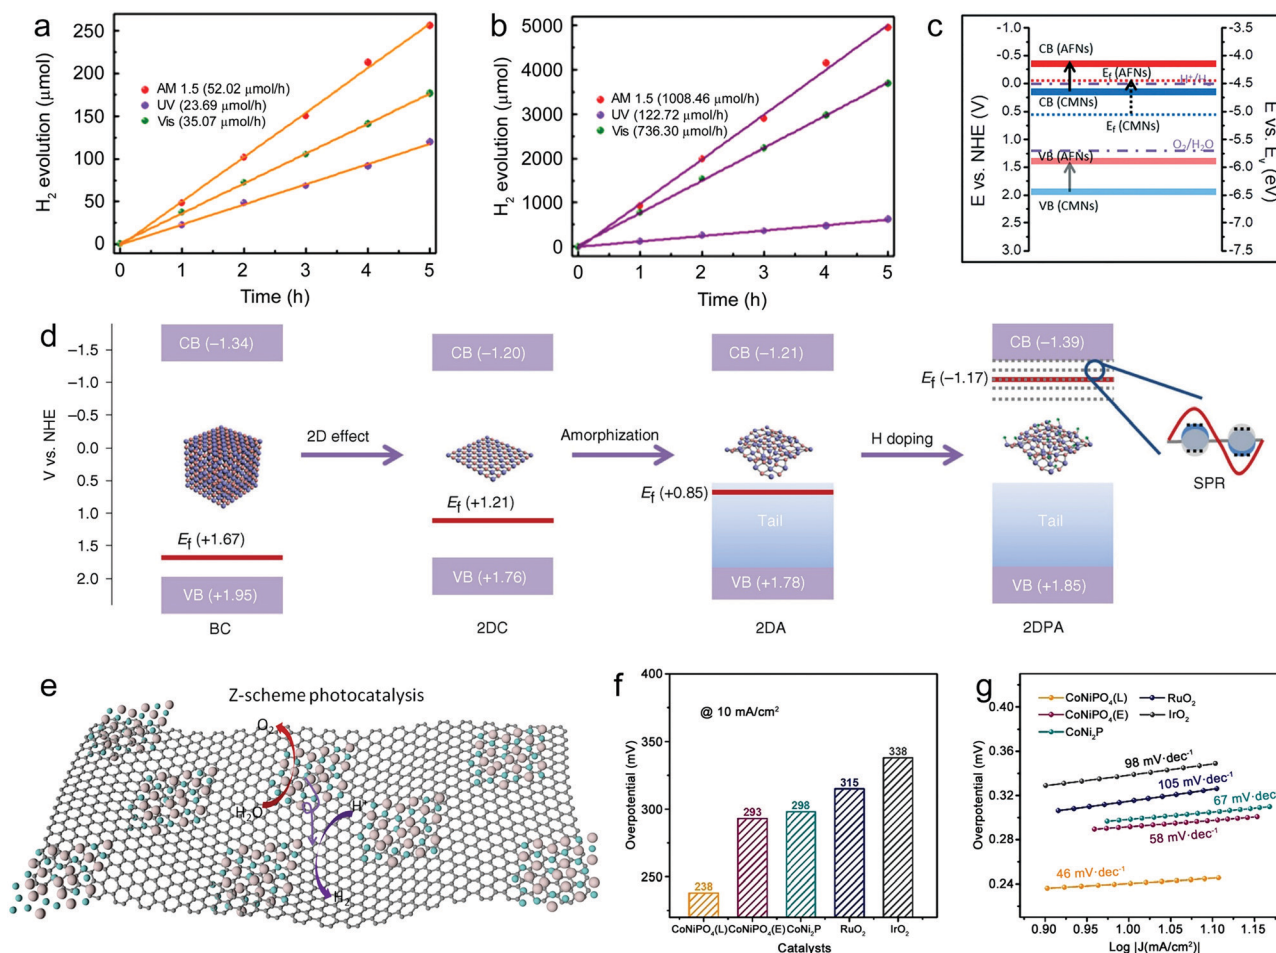 a
H₂ evolution (μmol)
250
200
150
100
50
0
AM 1.5 (52.02 μmol/h)
UV (23.69 μmol/h)
Vis (35.07 μmol/h)
0 1 2 3 4 5
Time (h)
b
H₂ evolution (μmol)
5000
4000
3000
2000
1000
0
AM 1.5 (1008.46 μmol/h)
UV (122.72 μmol/h)
Vis (736.30 μmol/h)
0 1 2 3 4 5
Time (h)
c
E vs. NHE (V)
-1.0
-0.5
0.0
0.5
1.0
1.5
2.0
3.0
CB (AFNs)
E_f (AFNs)
H⁺/H₂
CB (CMNs)
E_f (CMNs)
O₂/H₂O
VB (AFNs)
VB (CMNs)
-3.5
-4.0
-4.5
-5.0
-5.5
-6.0
-6.5
-7.0
-7.5
E vs. E_v (eV)
d
V vs. NHE
−1.5
−1.0
−0.5
0.0
0.5
1.0
1.5
2.0
CB (−1.34)
E_f (+1.67)
VB (+1.95)
BC
2D effect
CB (−1.20)
E_f (+1.21)
VB (+1.76)
2DC
Amorphization
CB (−1.21)
E_f (+0.85)
Tail
VB (+1.78)
2DA
H doping
CB (−1.39)
E_f (−1.17)
Tail
VB (+1.85)
2DPA
SPR
e
Z-scheme photocatalysis
O₂
H₂O
H⁺
H₂
f
Overpotential (mV)
400
350
300
250
@ 10 mA/cm²
238
293
298
315
338
CoNiPO₄(L) CoNiPO₄(E) CoNi₂P RuO₂ IrO₂
Catalysts
g
Overpotential (mV)
0.36
0.32
0.28
0.24
CoNiPO₄(L) RuO₂
CoNiPO₄(E) IrO₂
CoNi₂P
98 mV·dec⁻¹
105 mV·dec⁻¹
67 mV·dec
58 mV·dec⁻¹
46 mV·dec⁻¹
0.90 0.95 1.00 1.05 1.10 1.15
Log |J(mA/cm²)|